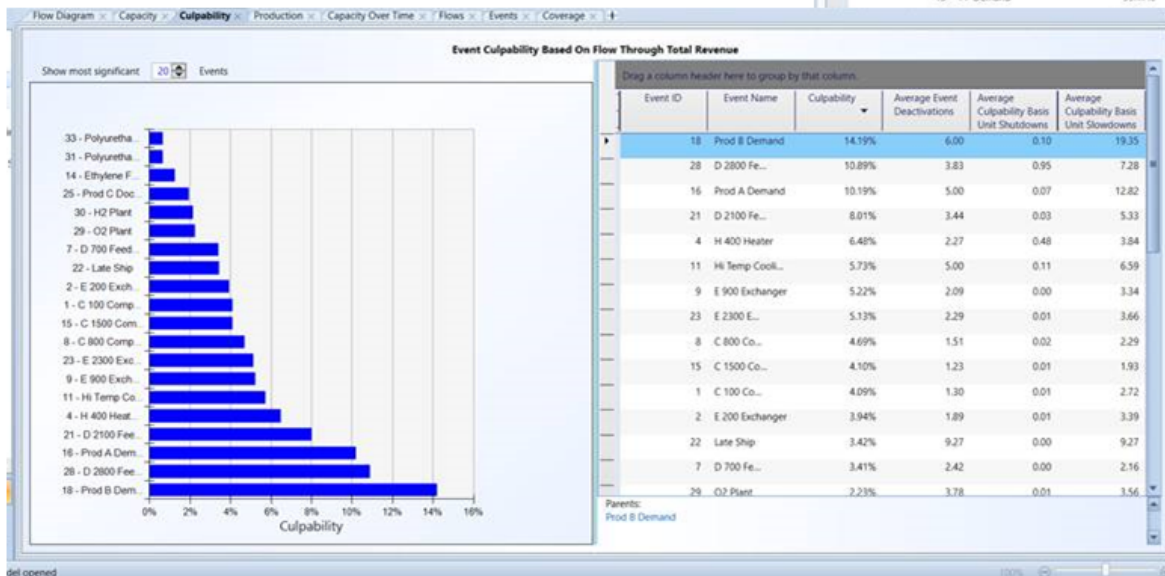 Flow Diagram × Capacity × Culpability × Production × Capacity Over Time × Flows × Events × Coverage × +
Event Culpability Based On Flow Through Total Revenue
Show most significant 20 Events
33 - Polyuretha...
31 - Polyuretha...
14 - Ethylene F...
25 - Prod C Doc...
30 - H2 Plant
29 - O2 Plant
7 - D 700 Feed...
22 - Late Ship
2 - E 200 Exch...
1 - C 100 Comp...
15 - C 1500 Com...
8 - C 800 Comp...
23 - E 2300 Exc...
9 - E 900 Exch...
11 - Hi Temp Co...
4 - H 400 Heat...
21 - D 2100 Fee...
16 - Prod A Dem...
28 - D 2800 Fee...
18 - Prod B Dem...
0% 2% 4% 6% 8% 10% 12% 14% 16%
Culpability
Drag a column header here to group by that column.
Event ID Event Name Culpability Average Event Deactivations Average Culpability Basis Unit Shutdowns Average Culpability Basis Unit Slowdowns
18 Prod B Demand 14.19% 6.00 0.10 19.35
28 D 2800 Fe... 10.89% 3.83 0.95 7.28
16 Prod A Demand 10.19% 5.00 0.07 12.82
21 D 2100 Fe... 8.01% 3.44 0.03 5.33
4 H 400 Heater 6.48% 2.27 0.48 3.84
11 Hi Temp Cooli... 5.73% 5.00 0.11 6.59
9 E 900 Exchanger 5.22% 2.09 0.00 3.34
23 E 2300 E... 5.13% 2.29 0.01 3.66
8 C 800 Co... 4.69% 1.51 0.02 2.29
15 C 1500 Co... 4.10% 1.23 0.01 1.93
1 C 100 Co... 4.09% 1.30 0.01 2.72
2 E 200 Exchanger 3.94% 1.89 0.01 3.39
22 Late Ship 3.42% 9.27 0.00 9.27
7 D 700 Fe... 3.41% 2.42 0.00 2.16
29 O2 Plant 2.23% 3.78 0.01 3.56
Parents:
Prod B Demand
del opened
100%